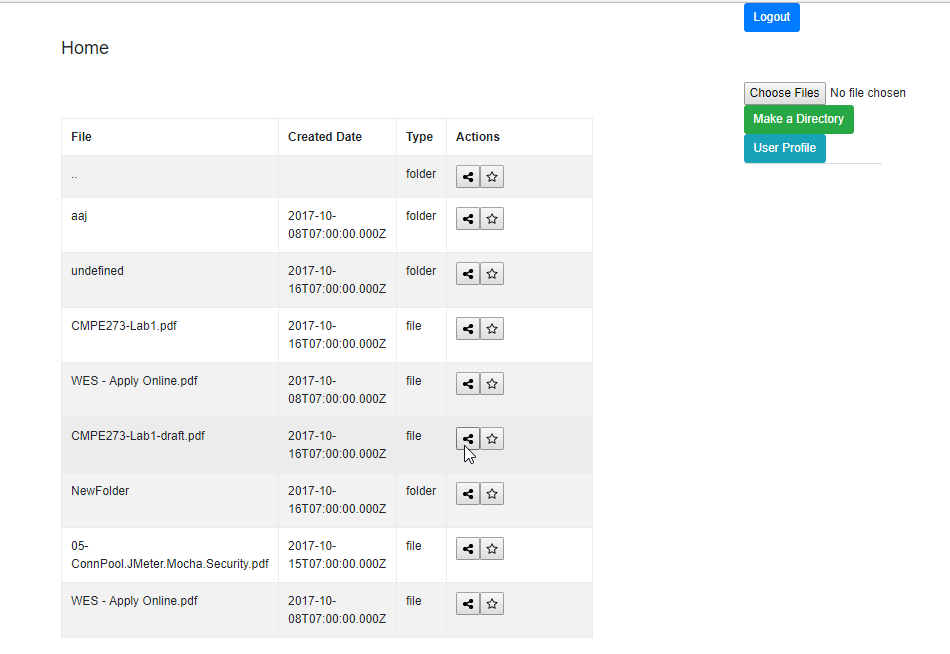 Logout
Home
Choose Files No file chosen
Make a Directory
User Profile
File Created Date Type Actions
.. folder
aaj 2017-10- folder
08T07:00:00.000Z
undefined 2017-10- folder
16T07:00:00.000Z
CMPE273-Lab1.pdf 2017-10- file
16T07:00:00.000Z
WES - Apply Online.pdf 2017-10- file
08T07:00:00.000Z
CMPE273-Lab1-draft.pdf 2017-10- file
16T07:00:00.000Z
NewFolder 2017-10- folder
16T07:00:00.000Z
05- 2017-10- file
ConnPool.JMeter.Mocha.Security.pdf 15T07:00:00.000Z
WES - Apply Online.pdf 2017-10- file
08T07:00:00.000Z